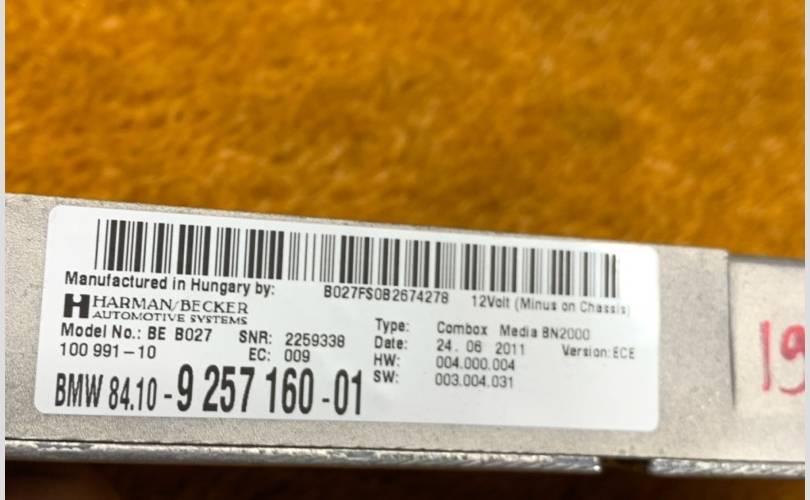 Manufactured in Hungary by:
B027FS0B2674278 12Volt (Minus on Chassis)
HARMAN/BECKER
AUTOMOTIVE SYSTEMS
Model No.: BE B027 SNR: 2259338
100 991-10 EC: 009
Type: Combox Media BN2000
Date: 24. 06 2011 Version: ECE
HW: 004.000.004
SW: 003.004.031
BMW 84.10 - 9 257 160 - 01
19